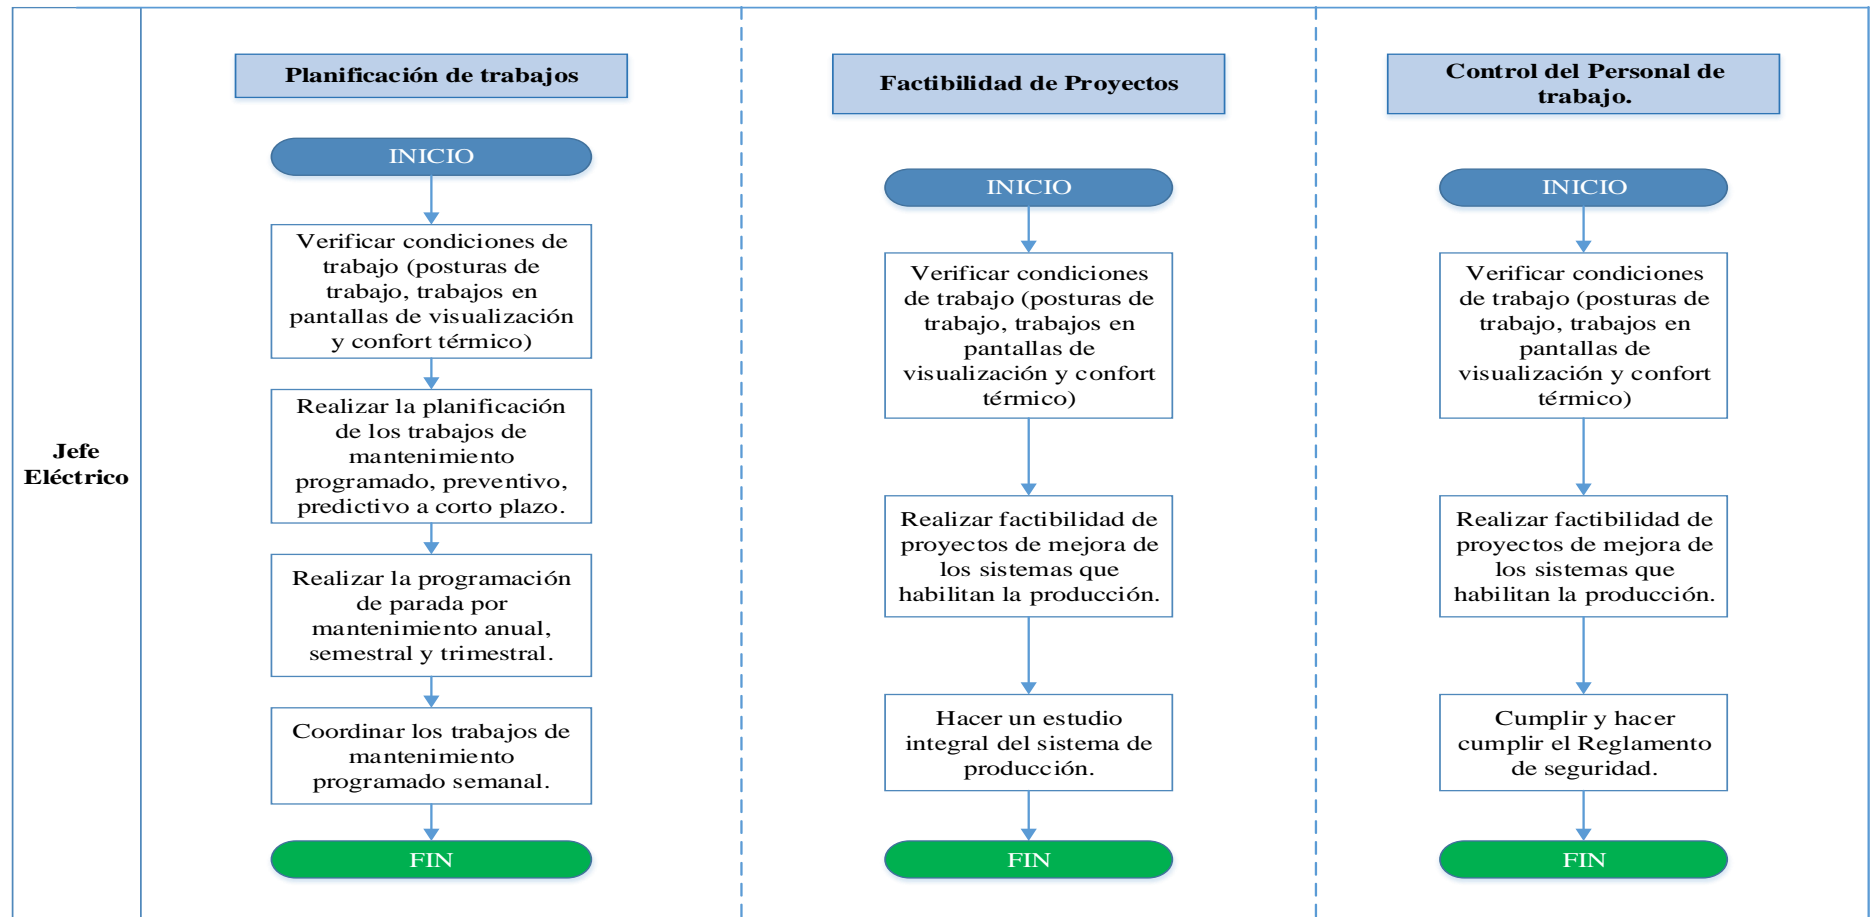 Jefe
Eléctrico
Planificación de trabajos
INICIO
Verificar condiciones de
trabajo (posturas de
trabajo, trabajos en
pantallas de visualización
y confort térmico)
Realizar la planificación
de los trabajos de
mantenimiento
programado, preventivo,
predictivo a corto plazo.
Realizar la programación
de parada por
mantenimiento anual,
semestral y trimestral.
Coordinar los trabajos de
mantenimiento
programado semanal.
FIN
Factibilidad de Proyectos
INICIO
Verificar condiciones
de trabajo (posturas de
trabajo, trabajos en
pantallas de
visualización y confort
térmico)
Realizar factibilidad de
proyectos de mejora de
los sistemas que
habilitan la producción.
Hacer un estudio
integral del sistema de
producción.
FIN
Control del Personal de
trabajo.
INICIO
Verificar condiciones
de trabajo (posturas de
trabajo, trabajos en
pantallas de
visualización y confort
térmico)
Realizar factibilidad de
proyectos de mejora de
los sistemas que
habilitan la producción.
Cumplir y hacer
cumplir el Reglamento
de seguridad.
FIN